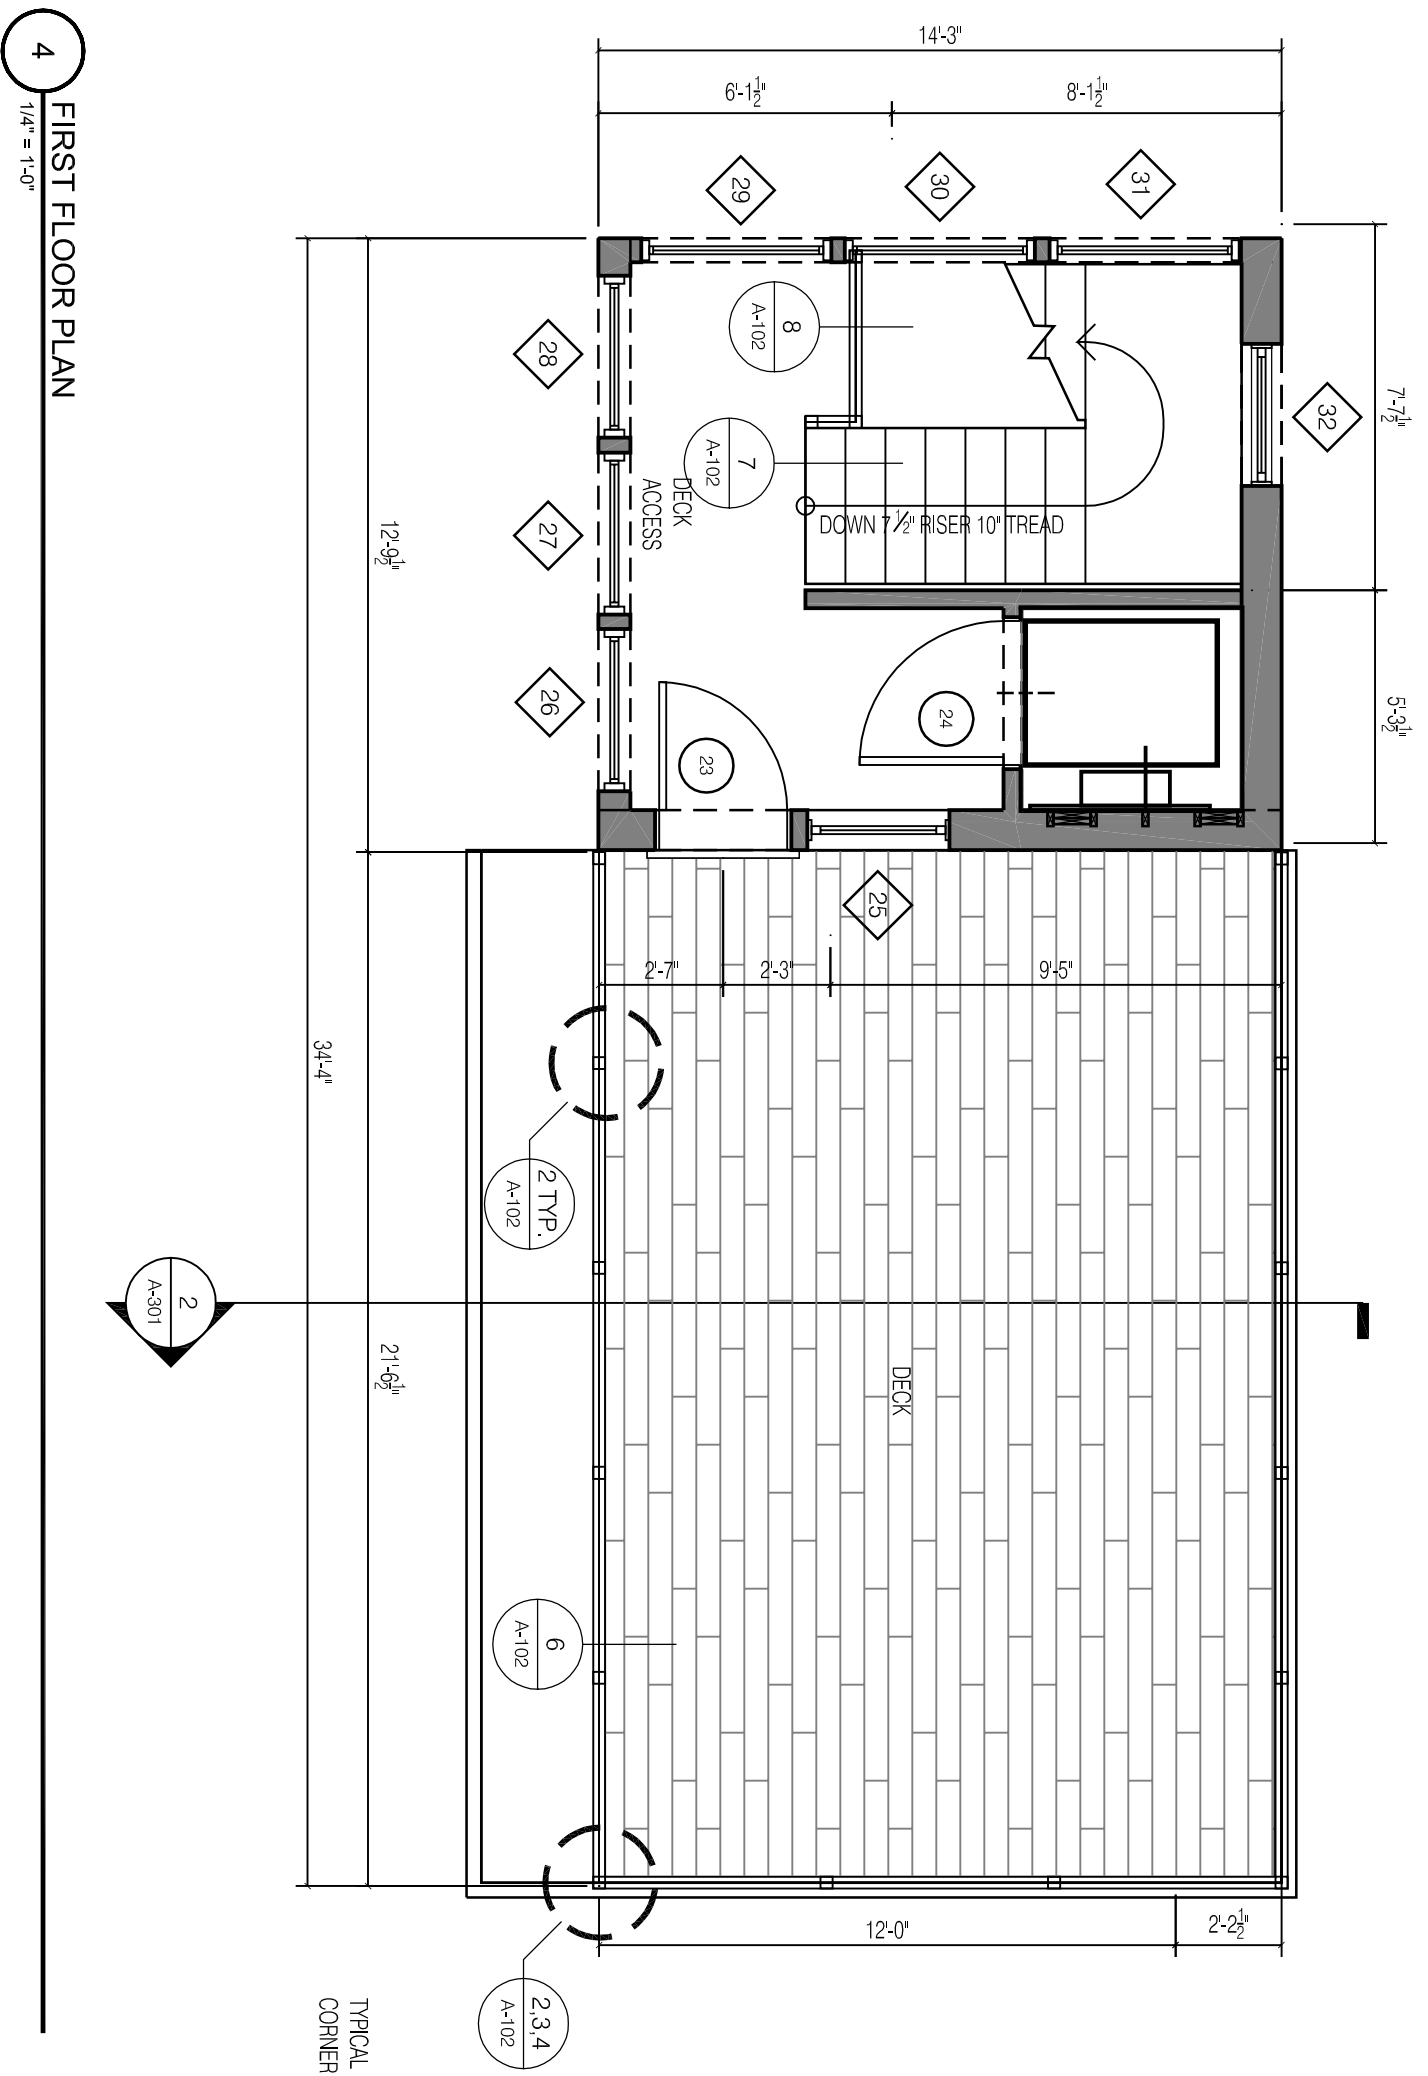 4
FIRST FLOOR PLAN
1/4" = 1'-0"
14'-3"
6'-1½"
8'-1½"
29
30
31
7'-7½"
5'-3½"
32
8
A-102
7
A-102
DECK
ACCESS
DOWN 7 ½" RISER 10" TREAD
28
27
26
24
23
25
12'-9½"
34'-4"
21'-6½"
2'-7"
2'-3"
9'-5"
2 TYP.
A-102
2
A-301
DECK
6
A-102
12'-0"
2'-2½"
2,3,4
A-102
TYPICAL
CORNER